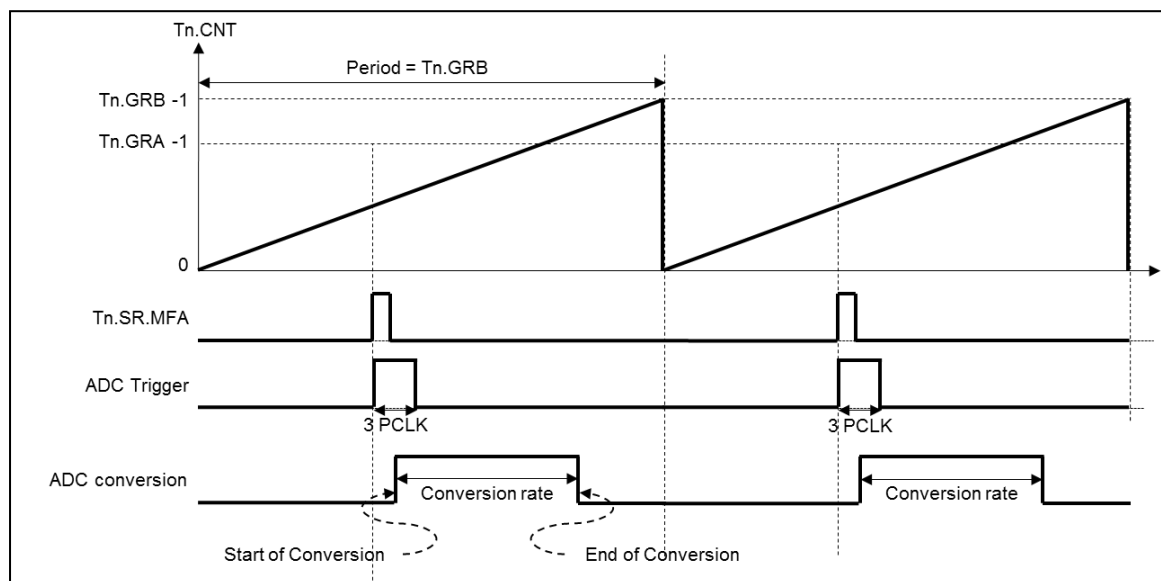 Tn.CNT
Period = Tn.GRB
Tn.GRB -1
Tn.GRA -1
0
Tn.SR.MFA
ADC Trigger
3 PCLK
3 PCLK
ADC conversion
Conversion rate
Conversion rate
Start of Conversion
End of Conversion